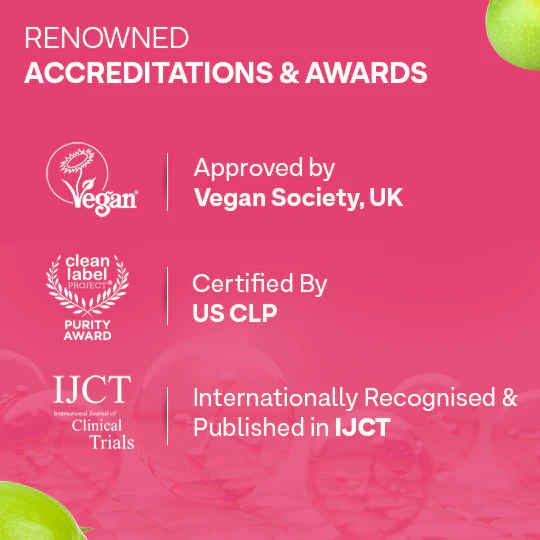 RENOWNED
ACCREDITATIONS & AWARDS
Vegan®
Approved by
Vegan Society, UK
clean
label
PROJECT®
PURITY
AWARD
Certified By
US CLP
IJCT
International Journal of
Clinical
Trials
Internationally Recognised &
Published in IJCT